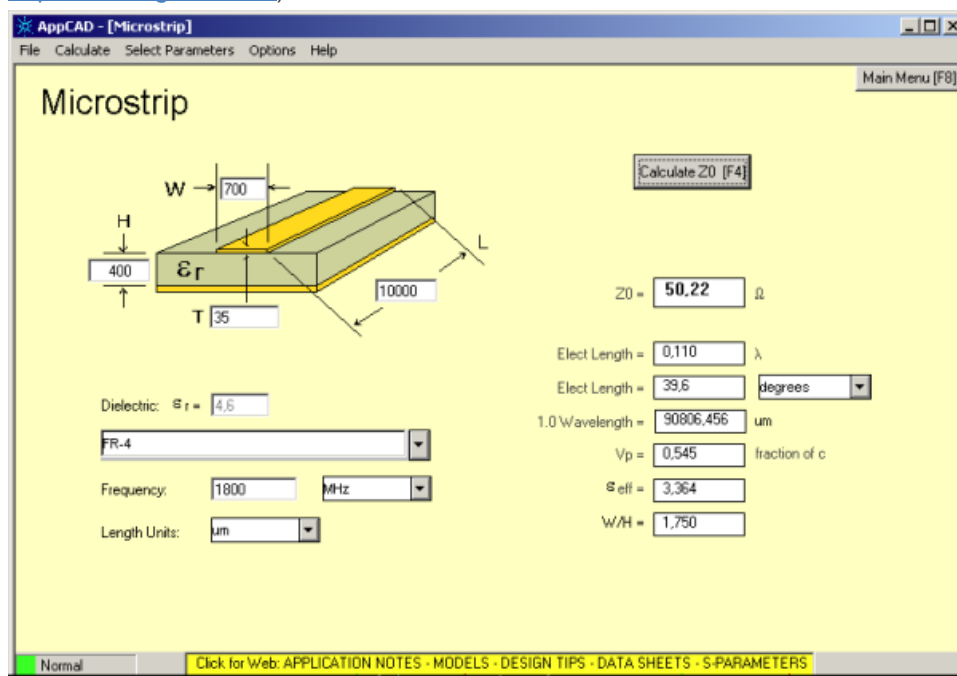 AppCAD - [Microstrip]
File Calculate Select Parameters Options Help
Main Menu [F8]
Microstrip
Calculate Z0 [F4]
W
700
H
L
400
εr
10000
T 35
Z0 = 50,22 Ω
Elect Length = 0,110 λ
Elect Length = 39,6 degrees
Dielectric: εr = 4,6
1.0 Wavelength = 90806,456 um
FR-4
Vp = 0,545 fraction of c
Frequency: 1800 MHz
εeff = 3,364
Length Units: um
W/H = 1,750
Normal
Click for Web: APPLICATION NOTES - MODELS - DESIGN TIPS - DATA SHEETS - S-PARAMETERS